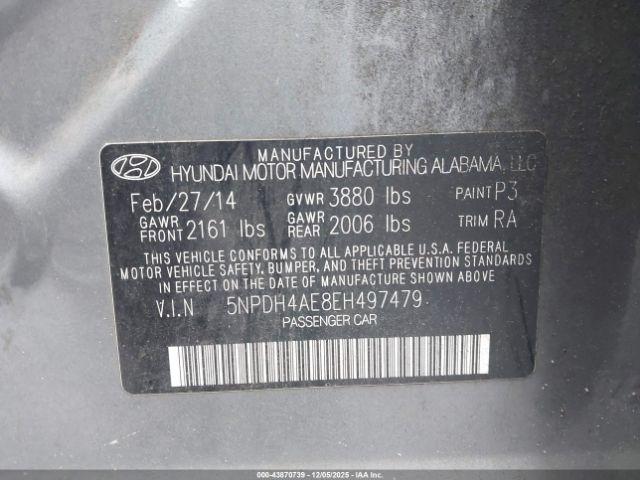 MANUFACTURED BY
HYUNDAI MOTOR MANUFACTURING ALABAMA, LLC
Feb/27/14 GVWR 3880 lbs PAINT P3
GAWR FRONT 2161 lbs GAWR REAR 2006 lbs TRIM RA
THIS VEHICLE CONFORMS TO ALL APPLICABLE U.S.A. FEDERAL
MOTOR VEHICLE SAFETY, BUMPER, AND THEFT PREVENTION STANDARDS
IN EFFECT ON THE DATE OF MANUFACTURE SHOWN ABOVE
V.I.N 5NPDH4AE8EH497479
PASSENGER CAR
000-43870739 - 12/05/2025 - COPYRIGHT IAA, LLC.